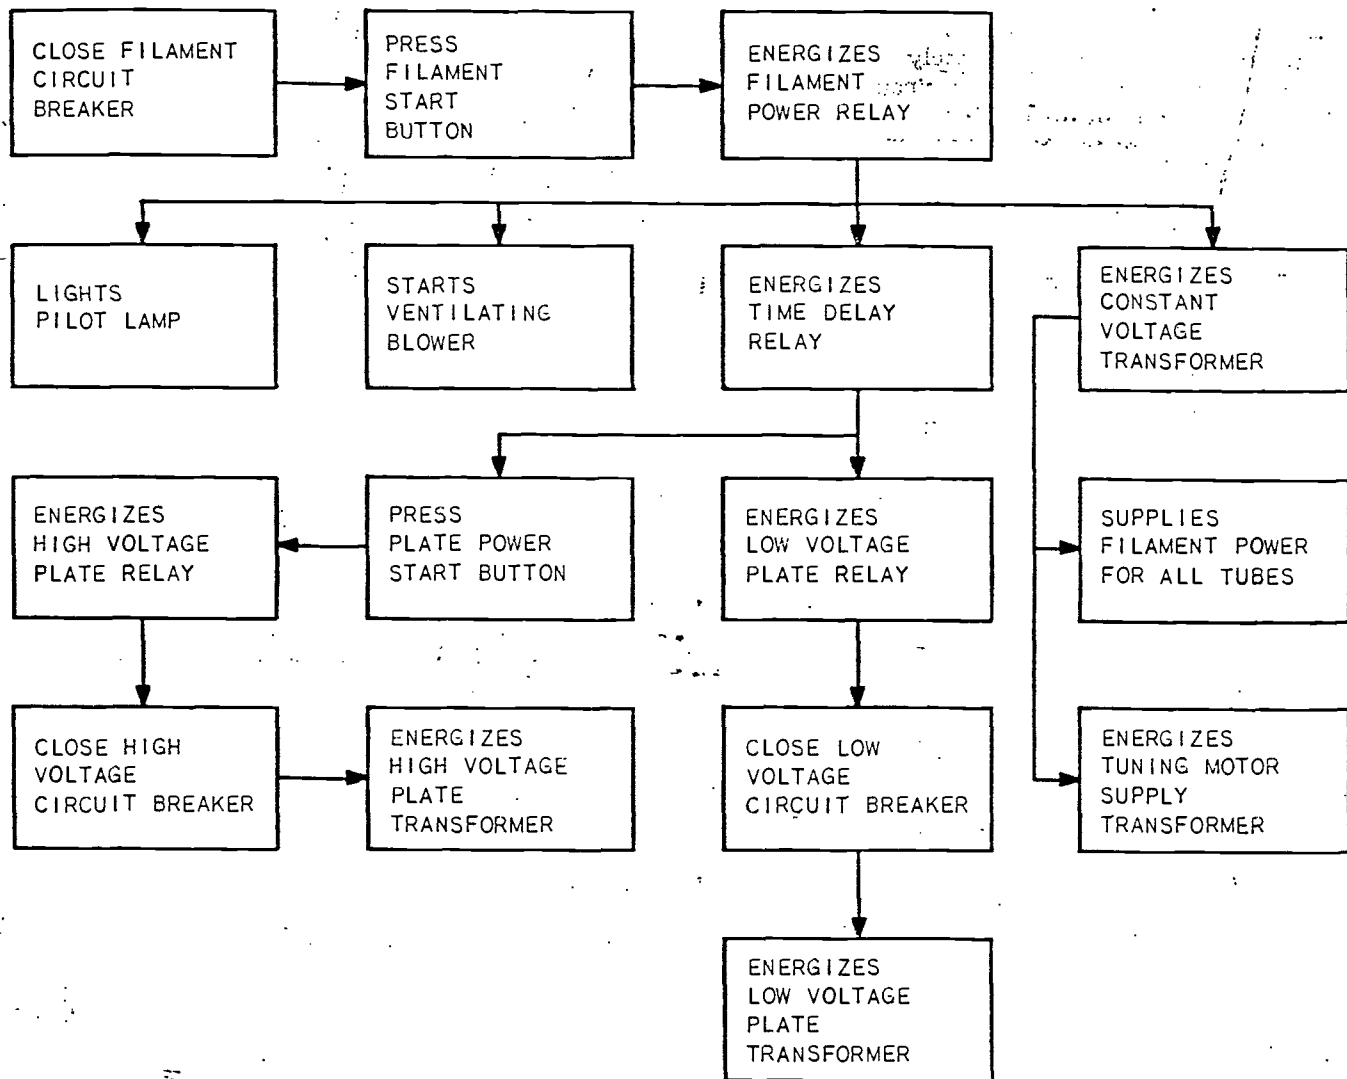 CLOSE FILAMENT
CIRCUIT
BREAKER
PRESS
FILAMENT
START
BUTTON
ENERGIZES
FILAMENT
POWER RELAY
LIGHTS
PILOT LAMP
STARTS
VENTILATING
BLOWER
ENERGIZES
TIME DELAY
RELAY
ENERGIZES
CONSTANT
VOLTAGE
TRANSFORMER
ENERGIZES
HIGH VOLTAGE
PLATE RELAY
PRESS
PLATE POWER
START BUTTON
ENERGIZES
LOW VOLTAGE
PLATE RELAY
SUPPLIES
FILAMENT POWER
FOR ALL TUBES
CLOSE HIGH
VOLTAGE
CIRCUIT BREAKER
ENERGIZES
HIGH VOLTAGE
PLATE
TRANSFORMER
CLOSE LOW
VOLTAGE
CIRCUIT BREAKER
ENERGIZES
TUNING MOTOR
SUPPLY
TRANSFORMER
ENERGIZES
LOW VOLTAGE
PLATE
TRANSFORMER